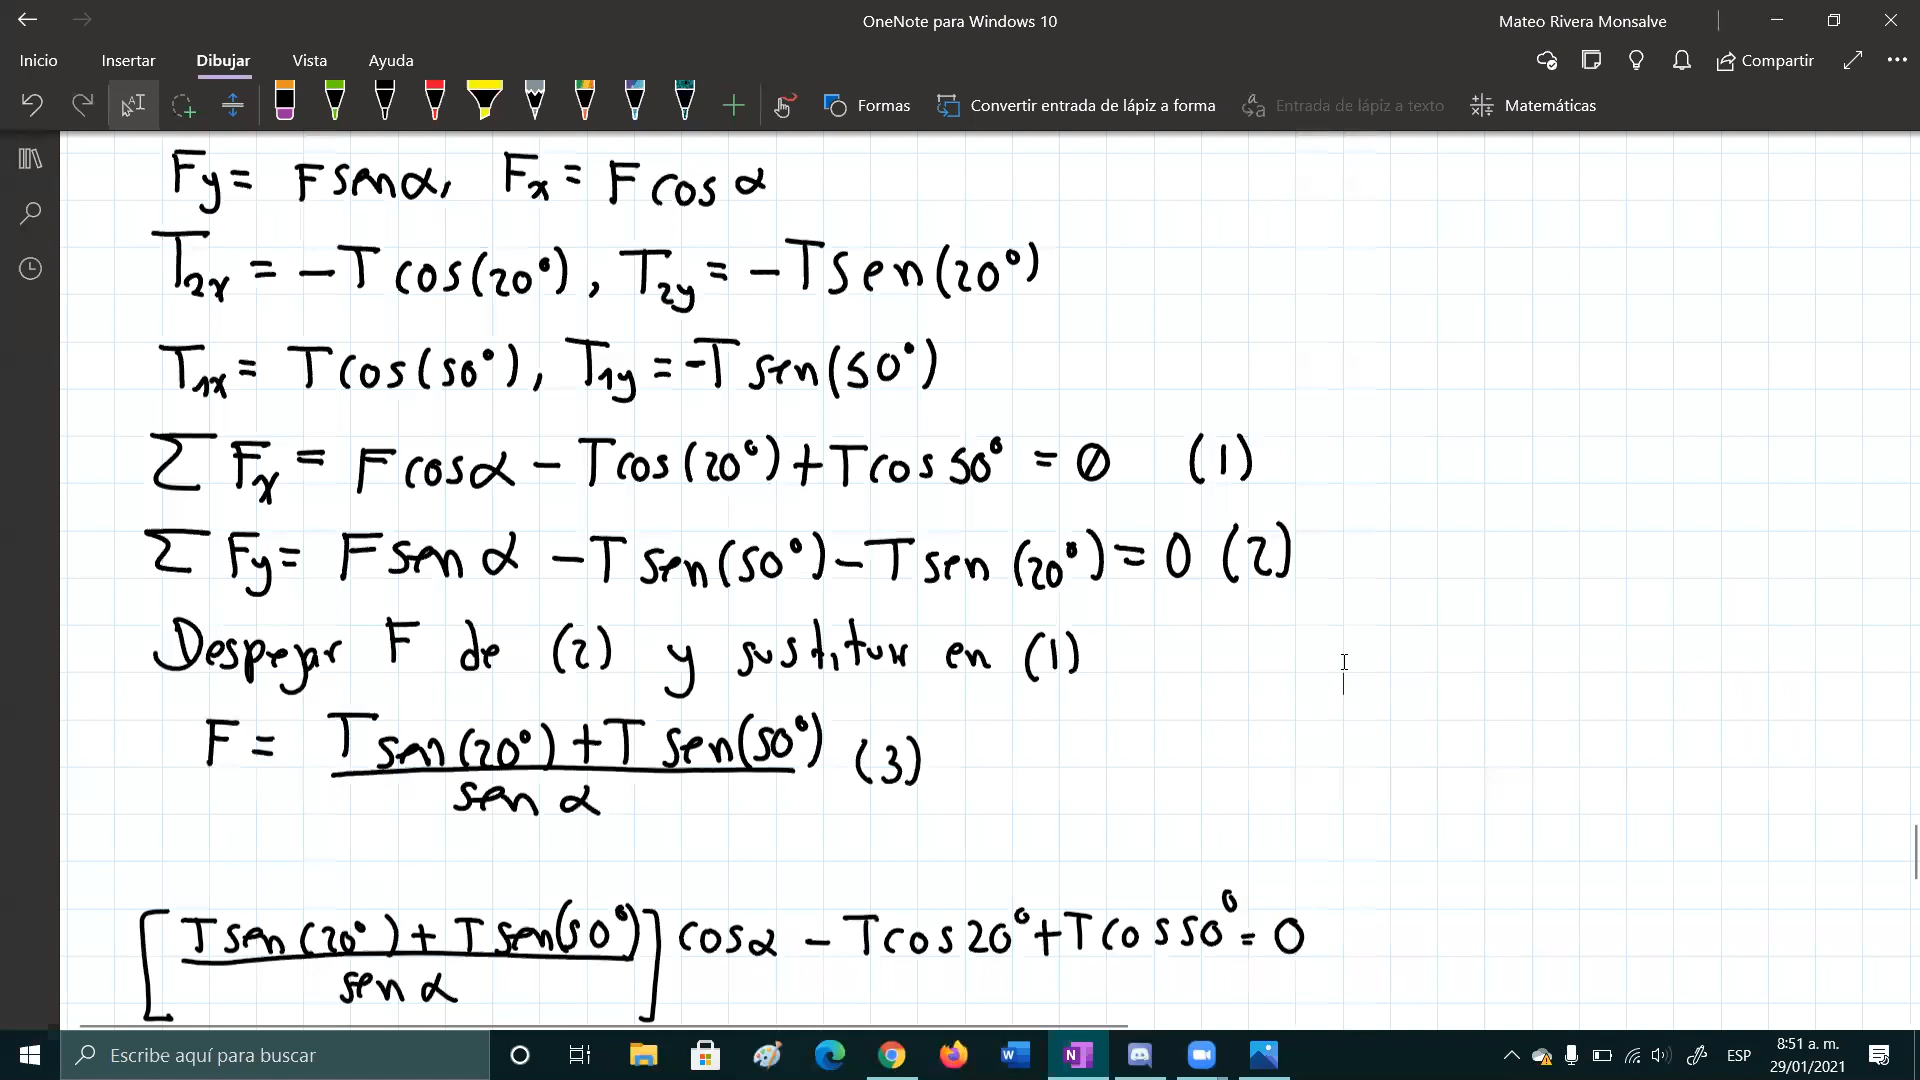 OneNote para Windows 10
Mateo Rivera Monsalve
Inicio Insertar Dibujar Vista Ayuda
Compartir
Formas Convertir entrada de lápiz a forma Entrada de lápiz a texto Matemáticas
Fy = F sen α, Fx = F cos α
T2x = −T cos(20°), T2y = −T sen(20°)
T1x = T cos(50°), T1y = −T sen(50°)
∑ Fx = F cos α − T cos(20°) + T cos 50° = 0 (1)
∑ Fy = F sen α − T sen(50°) − T sen(20°) = 0 (2)
Despejar F de (2) y sustituir en (1)
F = T sen(20°) + T sen(50°) (3)
sen α
[T sen(20°) + T sen(50°)] cos α − T cos 20° + T cos 50° = 0
sen α
Escribe aquí para buscar
ESP
8:51 a. m.
29/01/2021